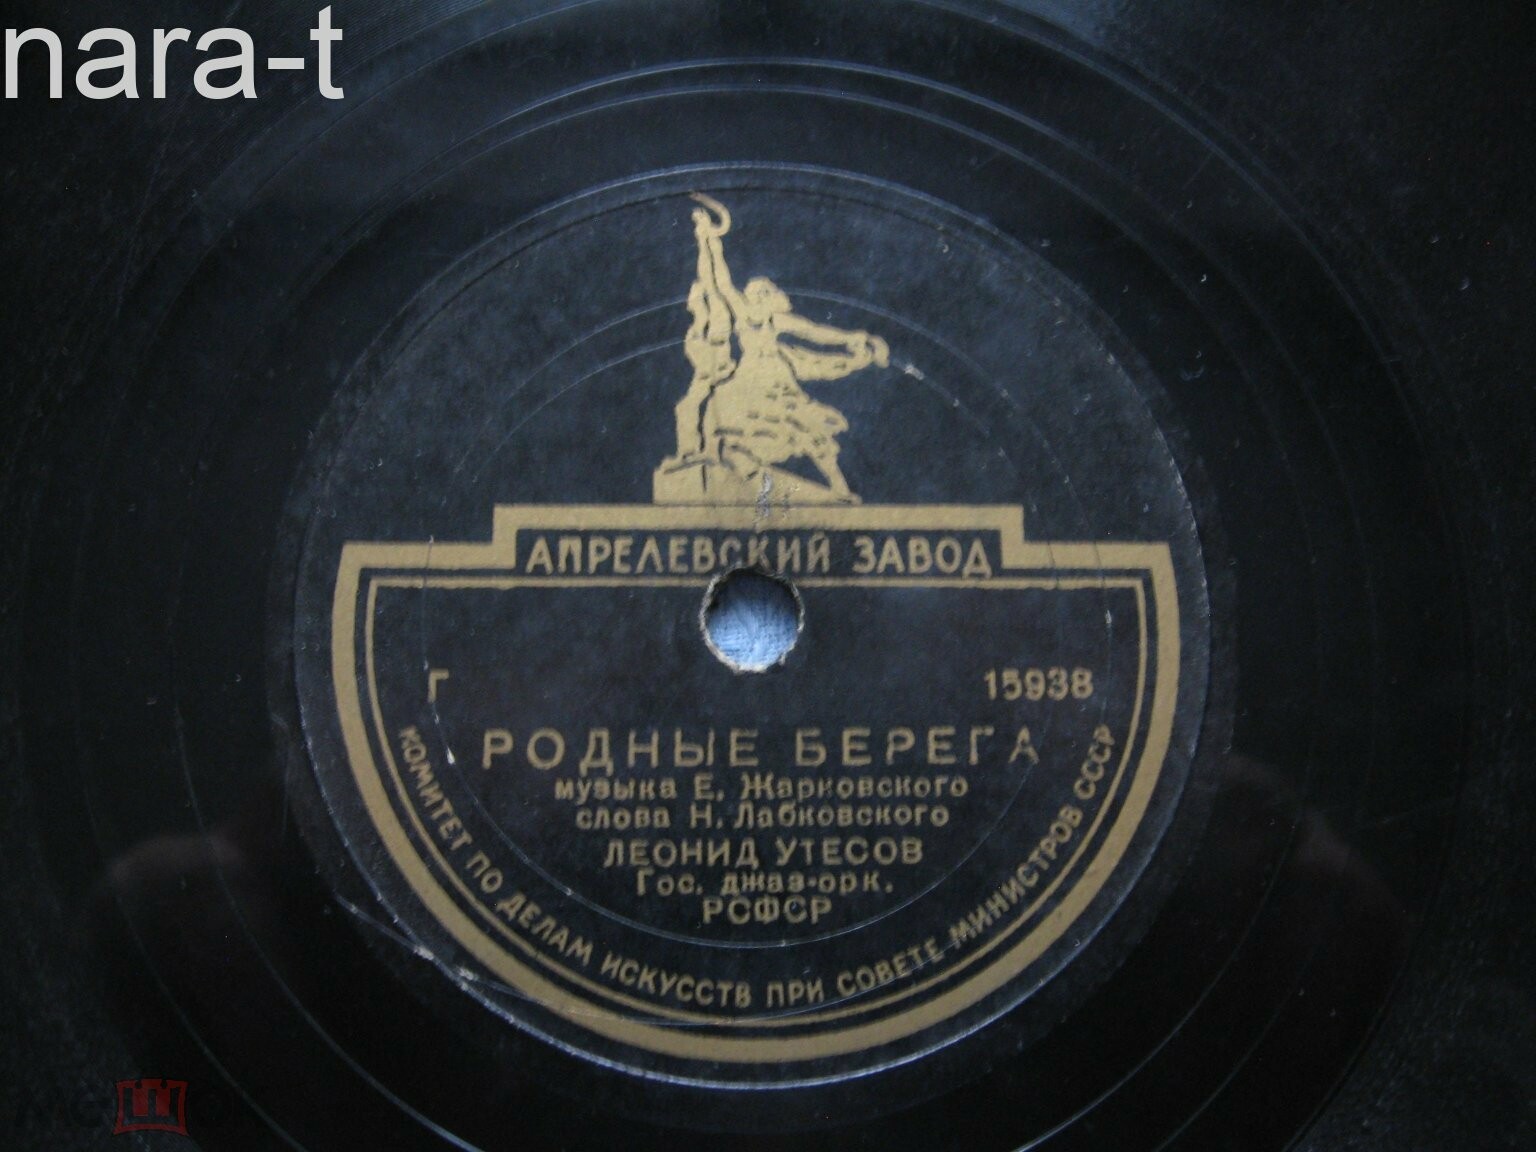 nara-t
АПРЕЛЕВСКИЙ ЗАВОД
Г 15938
РОДНЫЕ БЕРЕГА
музыка Е. Жарковского
слова Н. Лабковского
ЛЕОНИД УТЕСОВ
Гос. джаз-орк.
РСФСР
КОМИТЕТ ПО ДЕЛАМ ИСКУССТВ ПРИ СОВЕТЕ МИНИСТРОВ СССР